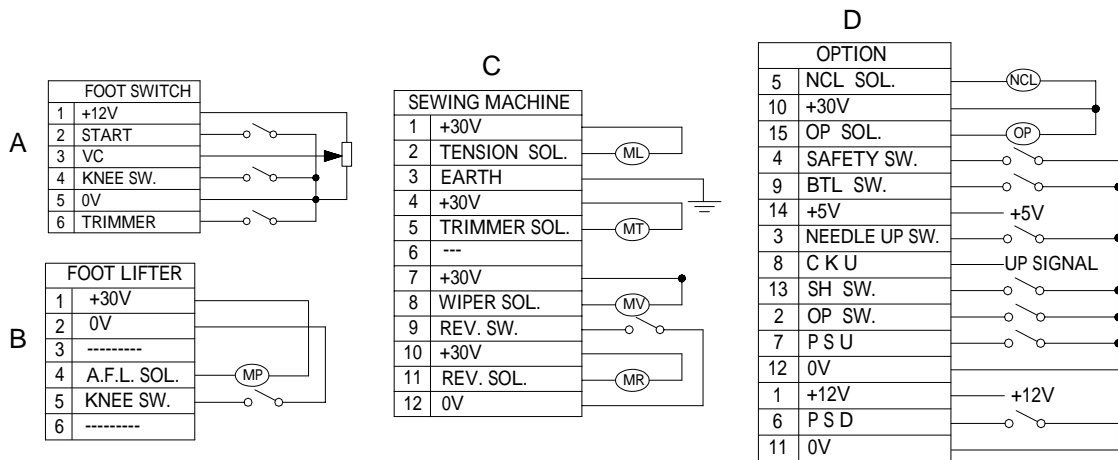 A
FOOT SWITCH
1 +12V
2 START
3 VC
4 KNEE SW.
5 0V
6 TRIMMER
B
FOOT LIFTER
1 +30V
2 0V
3 ---------
4 A.F.L. SOL. MP
5 KNEE SW.
6 ---------
C
SEWING MACHINE
1 +30V
2 TENSION SOL. ML
3 EARTH
4 +30V
5 TRIMMER SOL. MT
6 ---
7 +30V
8 WIPER SOL. MV
9 REV. SW.
10 +30V
11 REV. SOL. MR
12 0V
D
OPTION
5 NCL SOL. NCL
10 +30V
15 OP SOL. OP
4 SAFETY SW.
9 BTL SW.
14 +5V +5V
3 NEEDLE UP SW.
8 C K U UP SIGNAL
13 SH SW.
2 OP SW.
7 P S U
12 0V
1 +12V +12V
6 P S D
11 0V